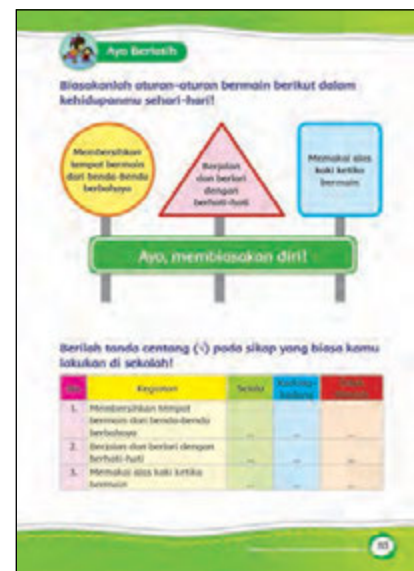 Ayo Berlatih
Biasakanlah aturan-aturan bermain berikut dalam
kehidupanmu sehari-hari!
Membersihkan
tempat bermain
dari benda-benda
berbahaya
Berjalan
dan berlari
dengan
berhati-hati
Memakai alas
kaki ketika
bermain
Ayo, membiasakan diri!
Berilah tanda centang (√) pada sikap yang biasa kamu
lakukan di sekolah!
No. Kegiatan Selalu Kadang-
kadang Tidak
1. Membersihkan tempat
bermain dari benda-benda
berbahaya ... ... ...
2. Berjalan dan berlari dengan
berhati-hati ... ... ...
3. Memakai alas kaki ketika
bermain ... ... ...